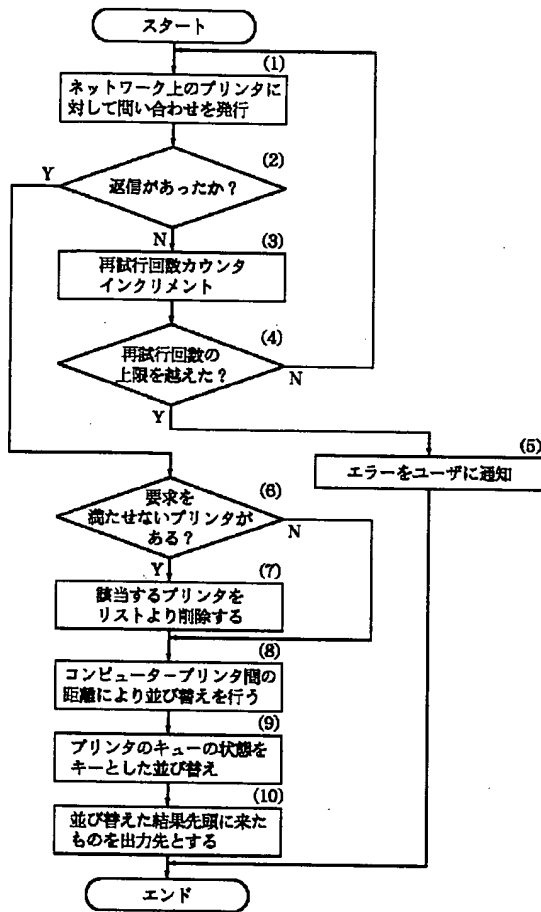 スタート
(1)
ネットワーク上のプリンタに
対して問い合わせを発行
(2)
Y
返信があったか?
N
(3)
再試行回数カウンタ
インクリメント
(4)
再試行回数の
上限を越えた?
N
Y
(5)
エラーをユーザに通知
(6)
要求を
満たせないプリンタが
ある?
N
Y
(7)
該当するプリンタを
リストより削除する
(8)
コンピュータープリンタ間の
距離により並び替えを行う
(9)
プリンタのキューの状態を
キーとした並び替え
(10)
並び替えた結果先頭に来た
ものを出力先とする
エンド